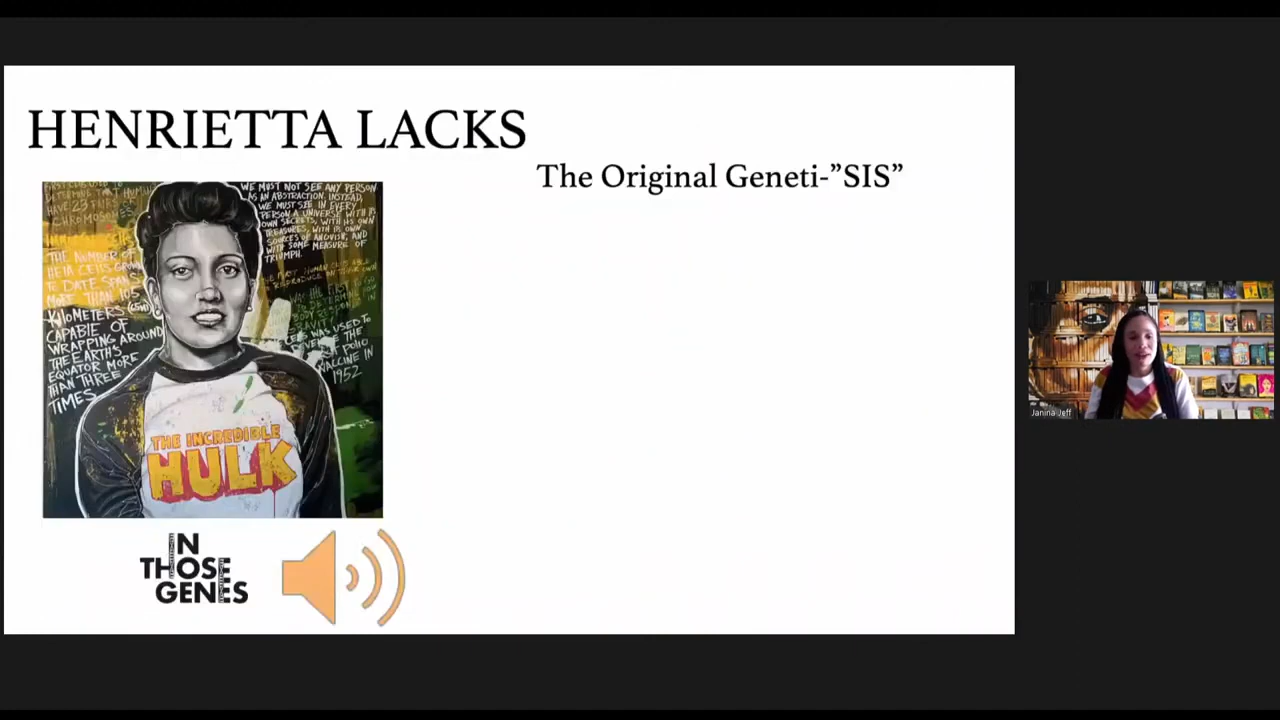 HENRIETTA LACKS
The Original Geneti-”SIS”
HAVE 23 PAIRS
CHROMOSOMES
THE NUMBER OF
HELA CELLS GROWN
TO DATE SPANS
MORE THAN 105
KILOMETERS
CAPABLE OF
WRAPPING AROUND
THE EARTH'S
EQUATOR MORE
THAN THREE
TIMES
WE MUST NOT SEE ANY PERSON
AS AN ABSTRACTION. INSTEAD,
WE MUST SEE IN EVERY
PERSON A UNIVERSE WITH ITS
OWN SECRETS, WITH ITS OWN
TREASURES, WITH ITS OWN
SOURCES OF ANGUISH, AND
WITH SOME MEASURE OF
TRIUMPH.
WAS USED TO
THE
POLIO
VACCINE IN
1952
THE INCREDIBLE
HULK
IN
THOSE
GENES
Janina Jeff